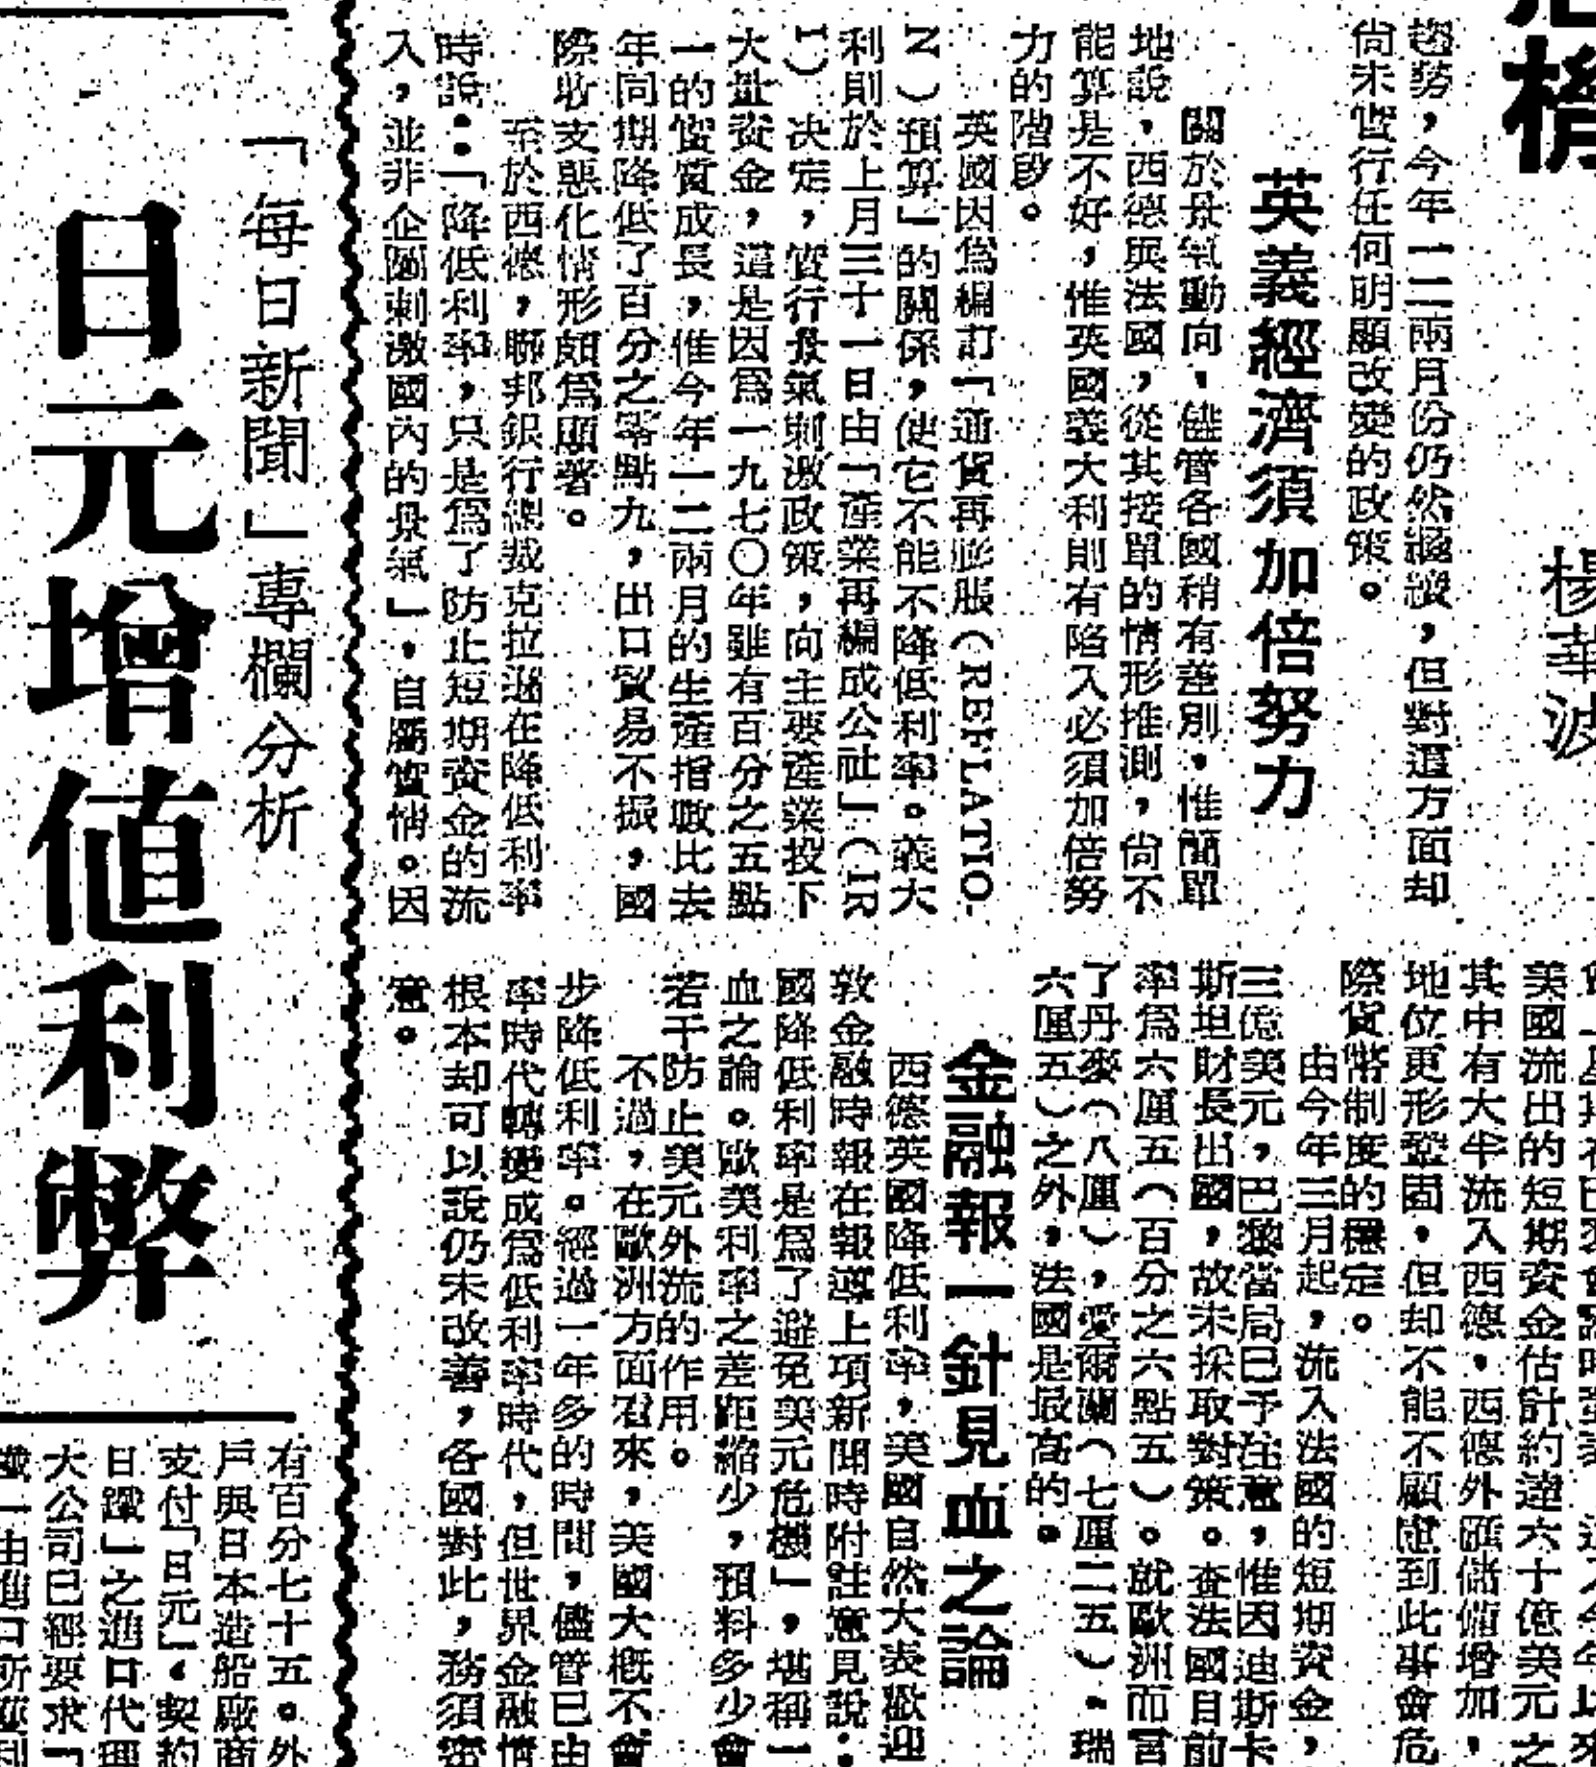 楊華波
趨勢，今年一二兩月份仍然繼續，但對這方面却
尚未實行任何明顯改變的政策。
英義經濟須加倍努力
關於景氣動向，儘管各國稍有差別，惟簡單
地說，西德與法國，從其接單的情形推測，尙不
能算是不好，惟英國義大利則有陷入必須加倍努
力的階段。
英國因爲編訂「通貨再膨脹（REFLATIO-
N）預算」的關係，使它不能不降低利率。義大
利則於上月三十一日由「產業再編成公社」（IR
I）決定，實行景氣刺激政策，向主要產業投下
大量資金，這是因爲一九七〇年雖有百分之五點
一的實質成長，惟今年一二兩月的生產指數比去
年同期降低了百分之零點九，出口貿易不振，國
際收支惡化情形頗爲顯著。
至於西德，聯邦銀行總裁克拉遜在降低利率
時說：「降低利率，只是爲了防止短期資金的流
入，並非企圖刺激國內的景氣」，自屬實情。因
美國流出的短期資金估計約達六十億美元之
其中有大半流入西德。西德外匯儲備增加，
地位更形鞏固，但却不能不顧慮到此事會危
際貨幣制度的穩定。
由今年三月起，流入法國的短期資金，
三億美元，巴黎當局已予注意，惟因迪斯卡
斯坦財長出國，故未採取對策。查法國目前
率爲六厘五（百分之六點五）。就歐洲而言
了丹麥（八厘），愛爾蘭（七厘二五）、瑞
六厘五）之外，法國是最高的。
金融報一針見血之論
西德英國降低利率，美國自然大表歡迎
敦金融時報在報導上項新聞時附註意見說：
國降低利率是爲了避免美元危機」，堪稱一
血之論。歐美利率之差距縮少，預料多少會
若干防止美元外流的作用。
不過，在歐洲方面看來，美國大概不會
步降低利率。經過一年多的時間，儘管已由
率時代轉變成爲低利率時代，但世界金融情
根本却可以說仍未改善，各國對此，務須密
意。
「每日新聞」專欄分析
日元增値利弊
有百分七十五。外
戶與日本造船廠商
支付「日元」。契約
日鐵」之進口代理
大公司已經要求「